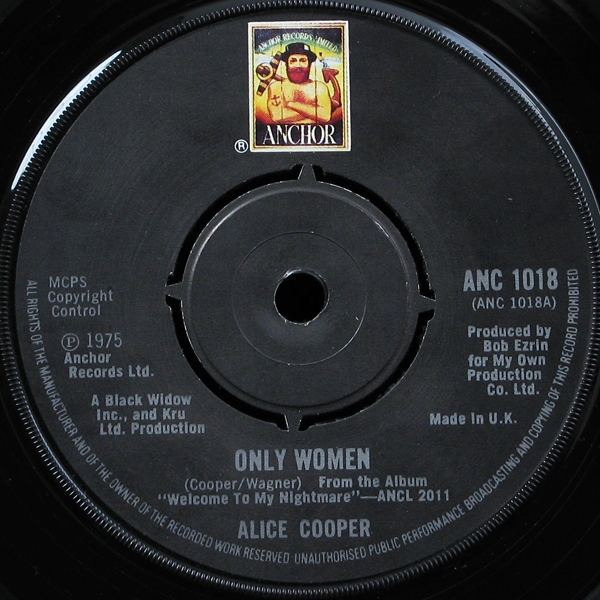 ANCHOR RECORDS LIMITED
ANCHOR
®
MCPS
Copyright
Control
℗ 1975
Anchor
Records Ltd.
A Black Widow
Inc., and Kru
Ltd. Production
ANC 1018
(ANC 1018A)
Produced by
Bob Ezrin
for My Own
Production
Co. Ltd.
Made in U.K.
ONLY WOMEN
(Cooper/Wagner) From the Album
"Welcome To My Nightmare"—ANCL 2011
ALICE COOPER
ALL RIGHTS OF THE MANUFACTURER AND OF THE OWNER OF THE RECORDED WORK RESERVED UNAUTHORISED PUBLIC PERFORMANCE BROADCASTING AND COPYING OF THIS RECORD PROHIBITED